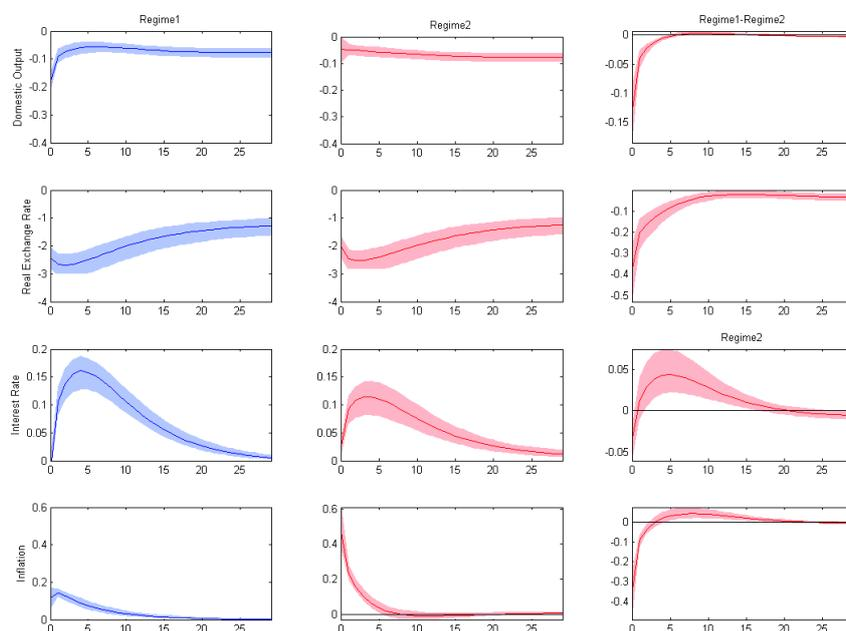 Regime1
Regime2
Regime1-Regime2
Domestic Output
0
-0.1
-0.2
-0.3
-0.4
0 5 10 15 20 25
0
-0.1
-0.2
-0.3
-0.4
0 5 10 15 20 25
0
-0.05
-0.1
-0.15
0 5 10 15 20 25
Real Exchange Rate
0
-1
-2
-3
-4
0 5 10 15 20 25
0
-1
-2
-3
-4
0 5 10 15 20 25
-0.1
-0.2
-0.3
-0.4
-0.5
0 5 10 15 20 25
Regime2
Interest Rate
0.2
0.15
0.1
0.05
0
0 5 10 15 20 25
0.2
0.15
0.1
0.05
0
0 5 10 15 20 25
0.05
0
-0.05
0 5 10 15 20 25
Inflation
0.6
0.4
0.2
0
0 5 10 15 20 25
0.6
0.4
0.2
0
0 5 10 15 20 25
0
-0.1
-0.2
-0.3
-0.4
0 5 10 15 20 25